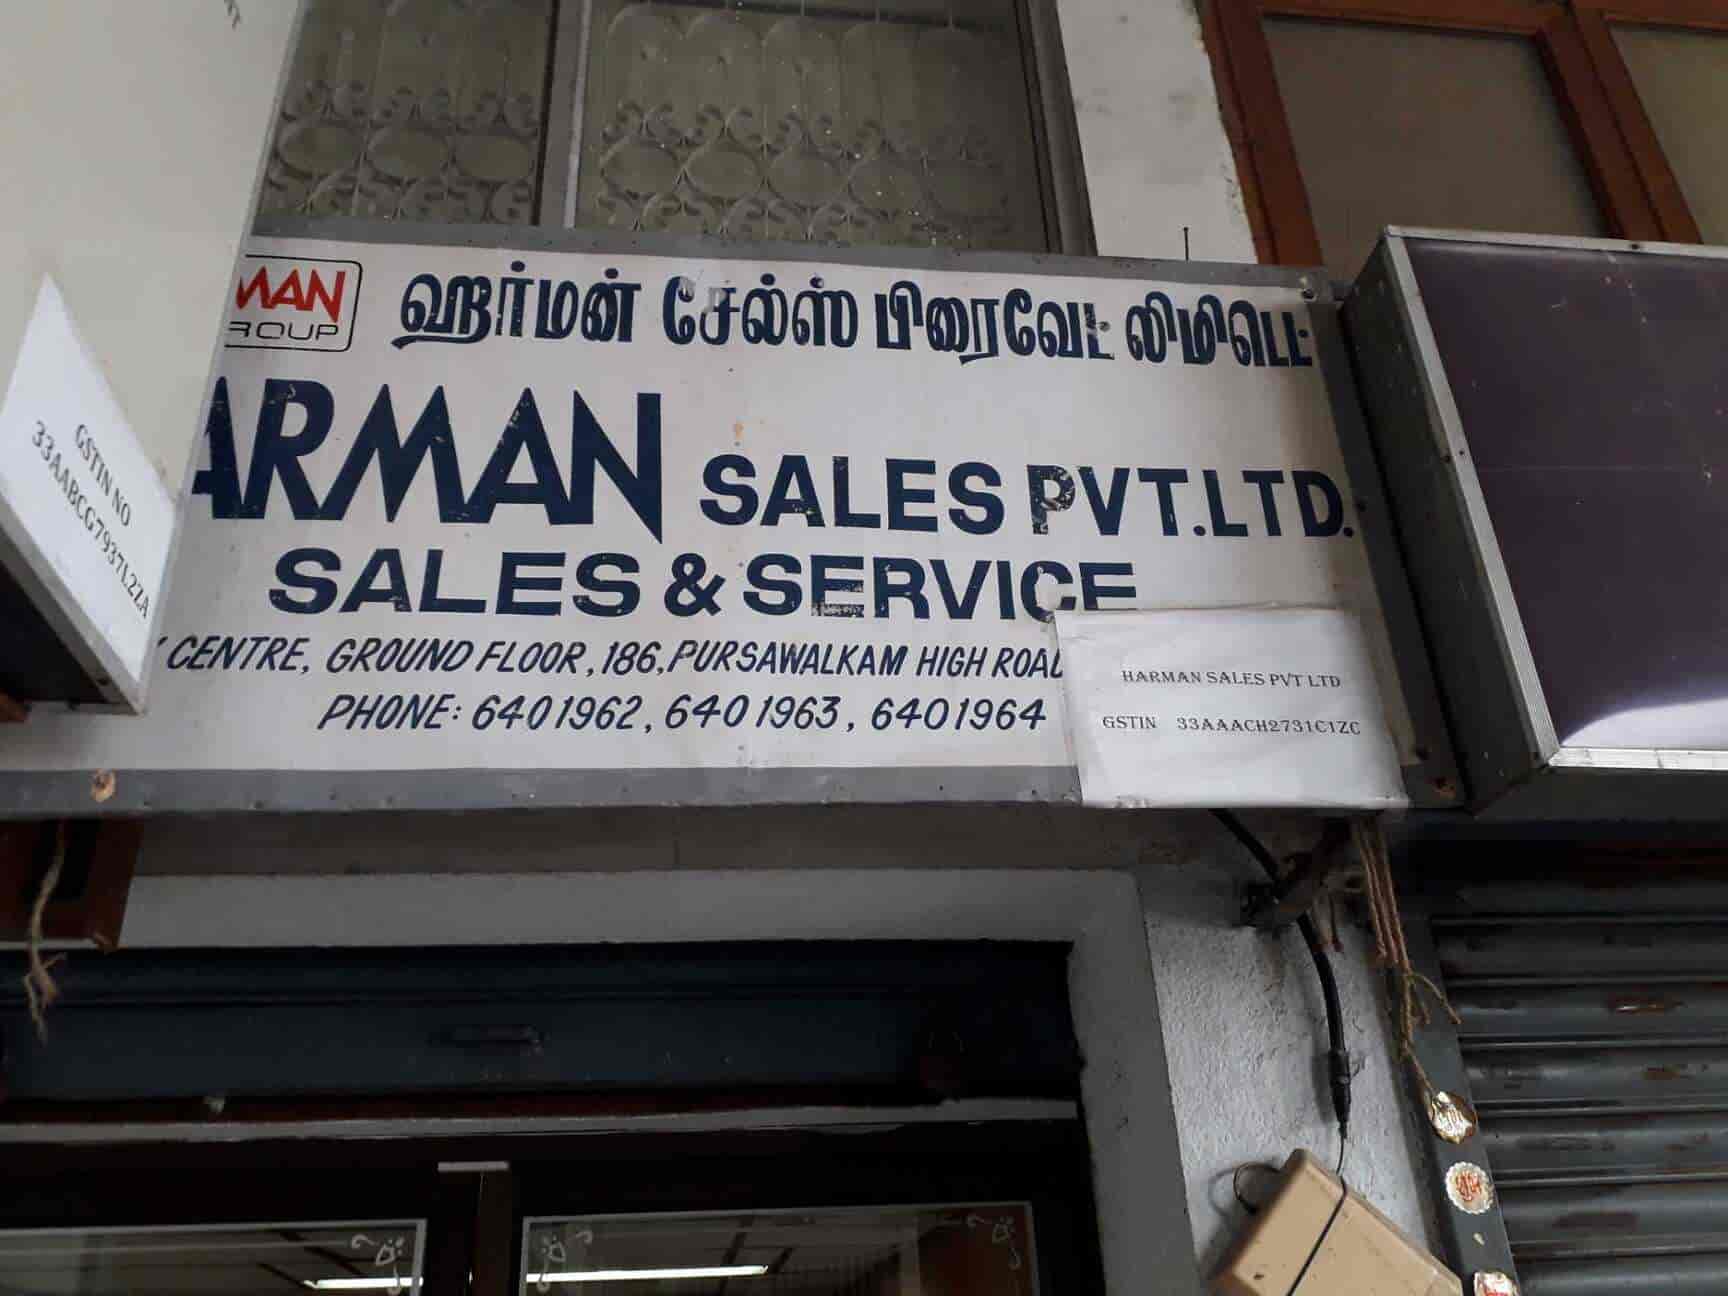 MAN
ROUP
ஹர்மன் சேல்ஸ் பிரைவேட் லிமிடெட்
ARMAN SALES PVT.LTD.
SALES & SERVICE
CENTRE, GROUND FLOOR, 186, PURSAWALKAM HIGH ROAD
PHONE: 6401962, 6401963, 6401964
HARMAN SALES PVT LTD
GSTIN 33AAACH2731C1ZC
GSTIN NO
33AABCG7937L2ZA